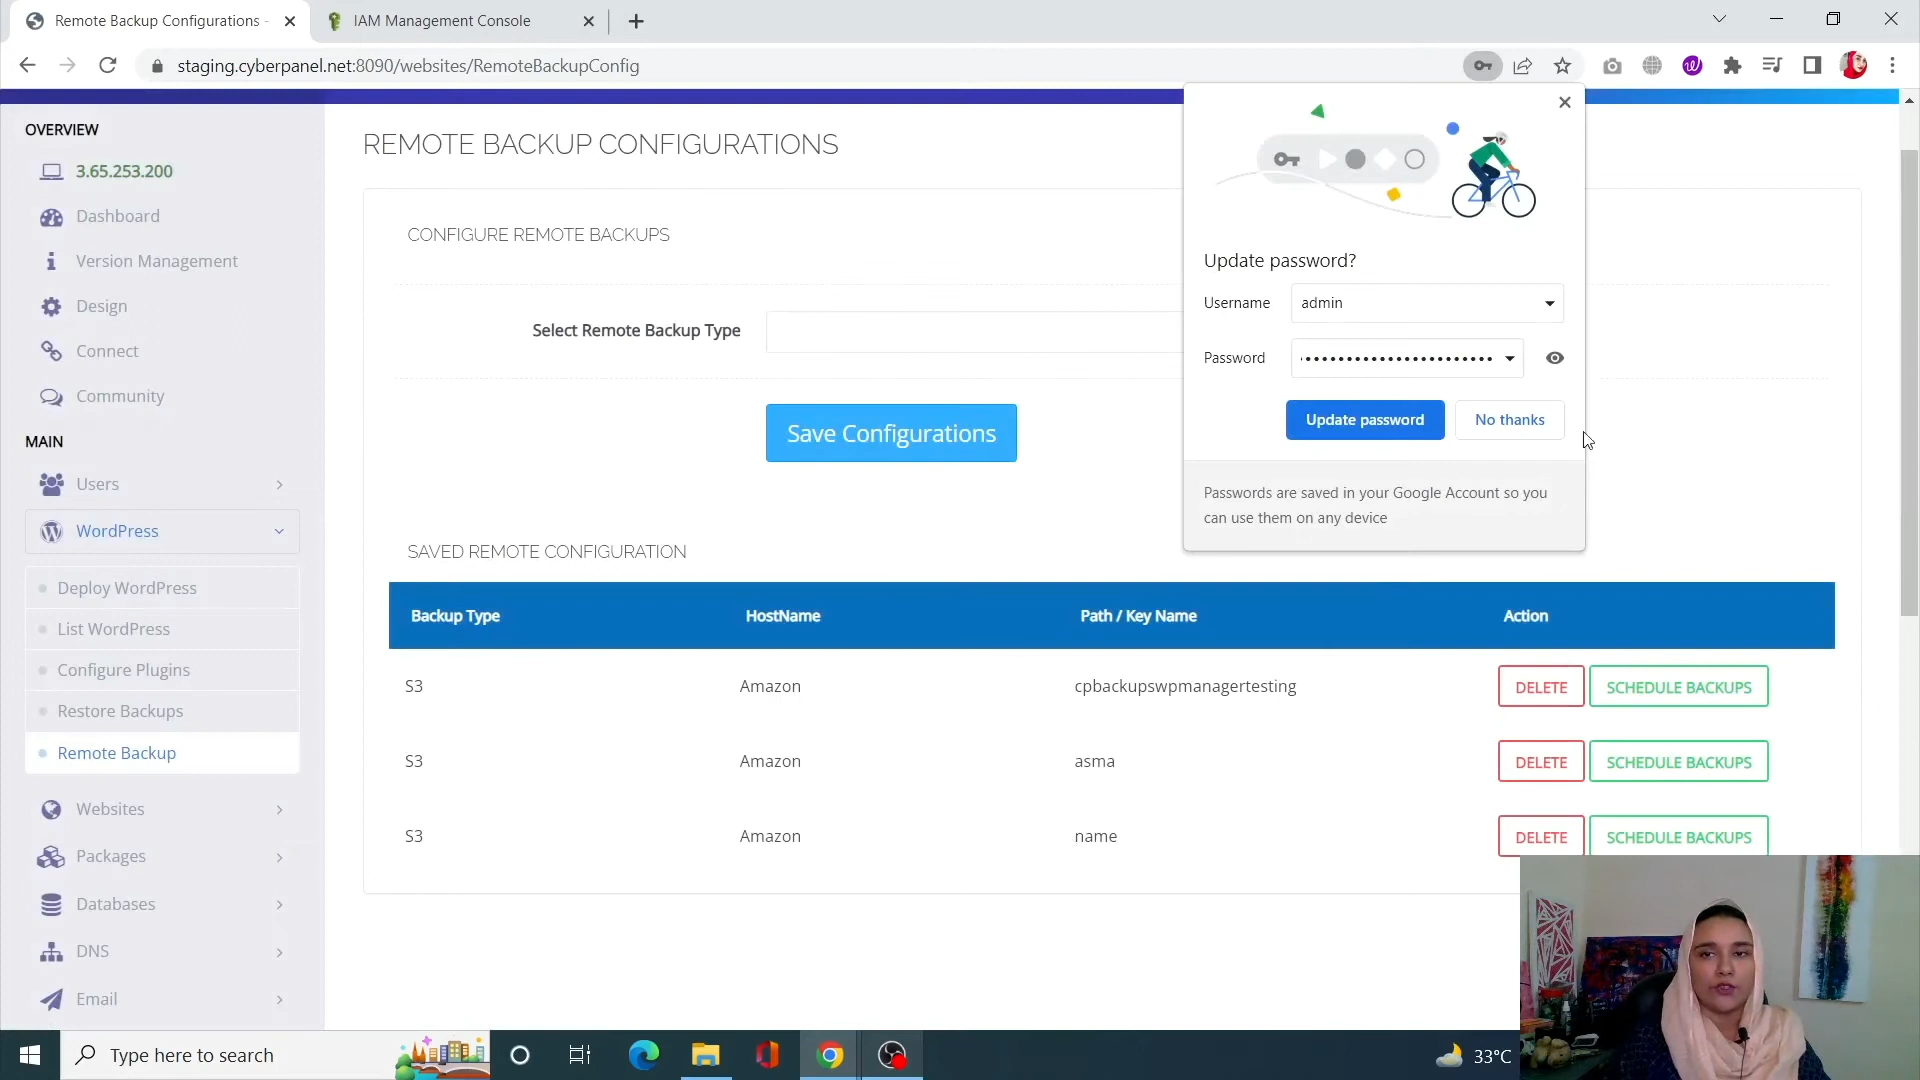 Remote Backup Configurations -
IAM Management Console
staging.cyberpanel.net:8090/websites/RemoteBackupConfig
OVERVIEW
3.65.253.200
Dashboard
Version Management
Design
Connect
Community
MAIN
Users
WordPress
Deploy WordPress
List WordPress
Configure Plugins
Restore Backups
Remote Backup
Websites
Packages
Databases
DNS
Email
REMOTE BACKUP CONFIGURATIONS
CONFIGURE REMOTE BACKUPS
Select Remote Backup Type
Save Configurations
Update password?
Username admin
Password
Update password No thanks
Passwords are saved in your Google Account so you
can use them on any device
SAVED REMOTE CONFIGURATION
Backup Type HostName Path / Key Name Action
S3 Amazon cpbackupswpmanagertesting DELETE SCHEDULE BACKUPS
S3 Amazon asma DELETE SCHEDULE BACKUPS
S3 Amazon name DELETE SCHEDULE BACKUPS
Type here to search
33°C